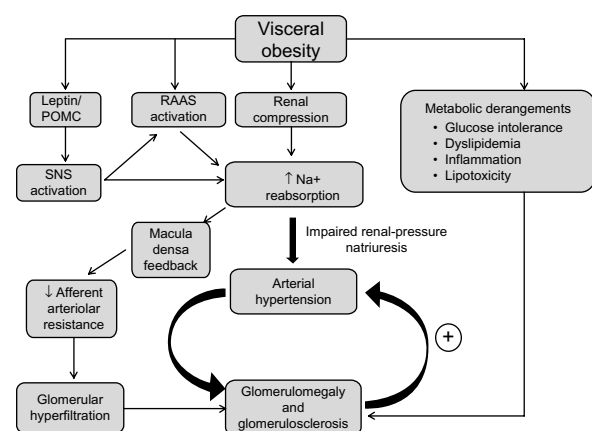 Visceral
obesity
Leptin/
POMC
RAAS
activation
Renal
compression
Metabolic derangements
• Glucose intolerance
• Dyslipidemia
• Inflammation
• Lipotoxicity
SNS
activation
↑ Na+
reabsorption
Macula
densa
feedback
Impaired renal-pressure
natriuresis
↓ Afferent
arteriolar
resistance
Arterial
hypertension
+
Glomerular
hyperfiltration
Glomerulomegaly
and
glomerulosclerosis